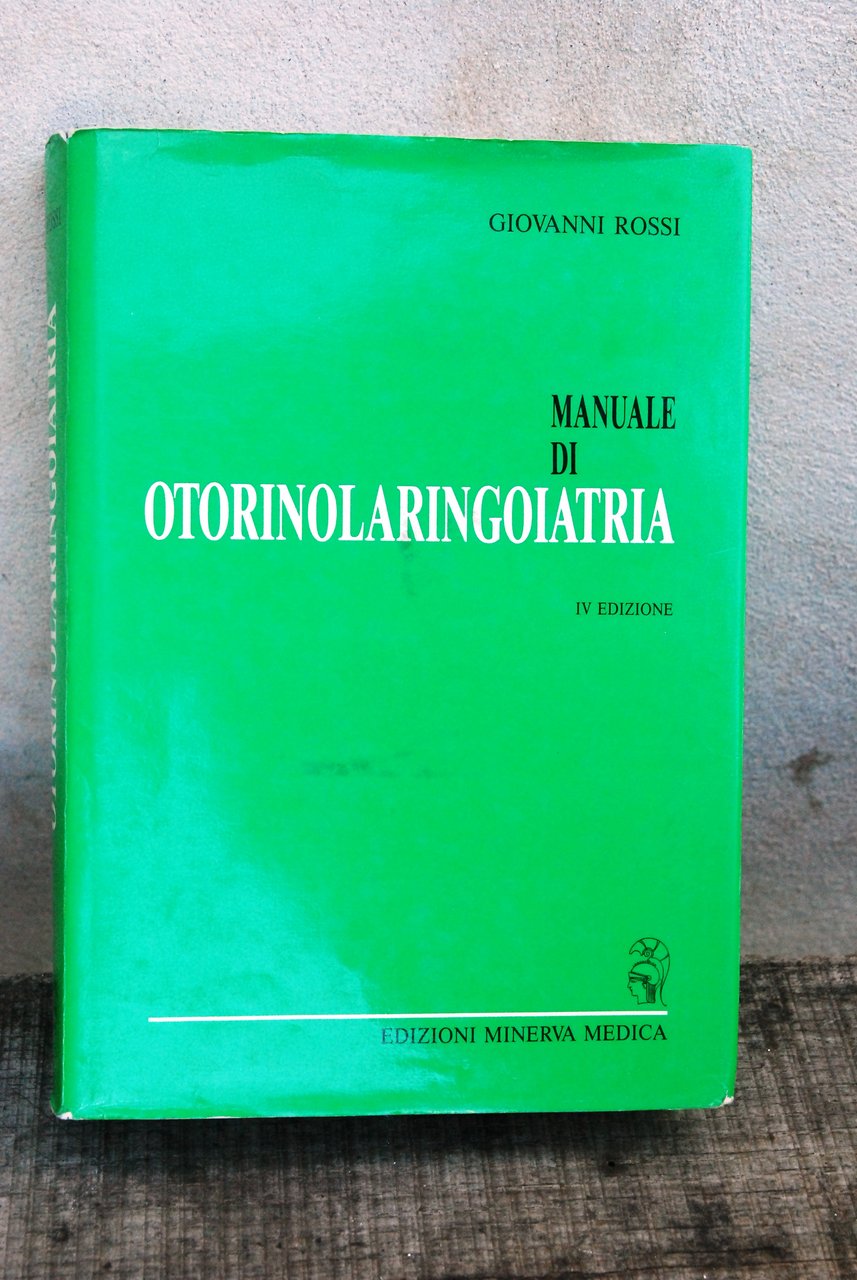 GIOVANNI ROSSI
MANUALE
DI
OTORINOLARINGOIATRIA
IV EDIZIONE
EDIZIONI MINERVA MEDICA
OTORINOLARINGOIATRIA